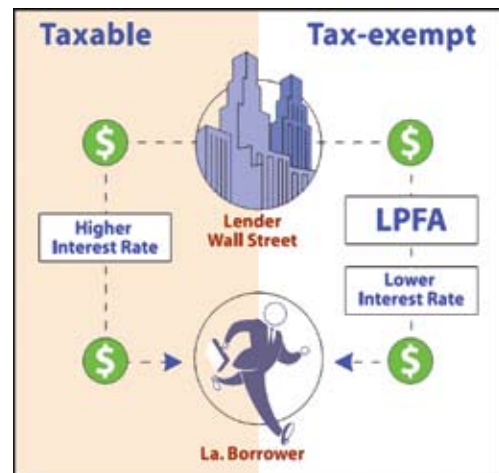 Taxable
Tax-exempt
$
$
Lender
Wall Street
Higher
Interest Rate
LPFA
Lower
Interest Rate
$
$
La. Borrower